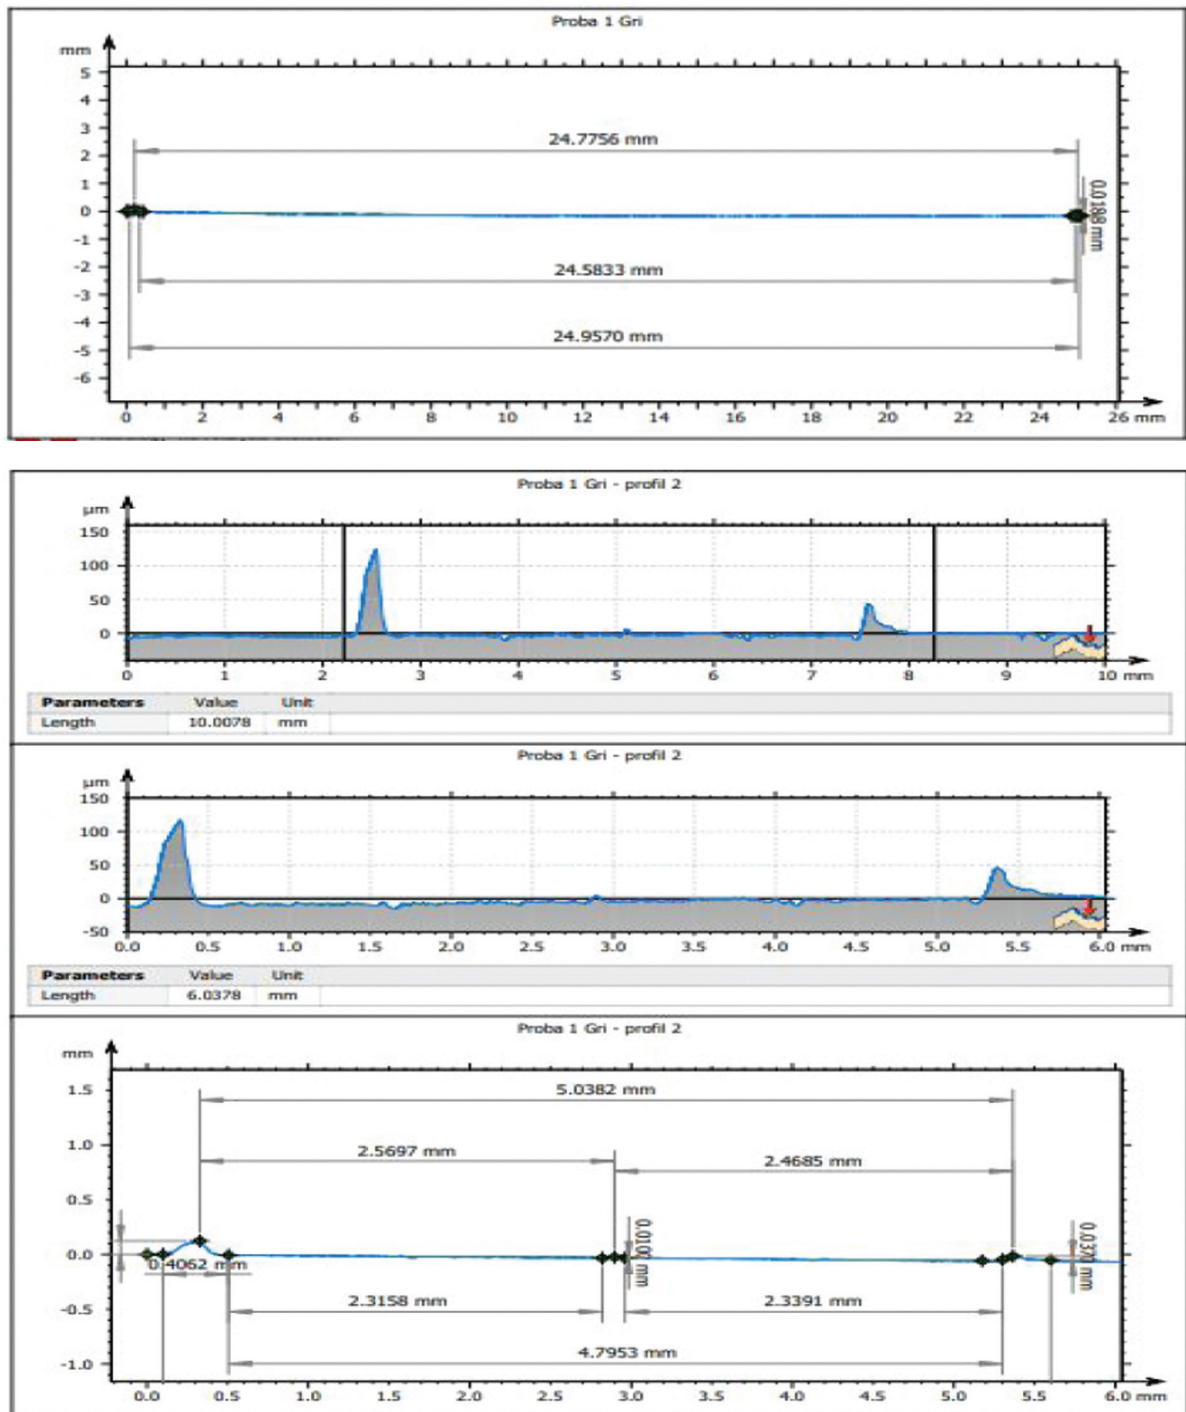 Proba 1 Gri
mm
5
4
3
2
1
0
-1
-2
-3
-4
-5
-6
24.7756 mm
0.0188 mm
24.5833 mm
24.9570 mm
0 2 4 6 8 10 12 14 16 18 20 22 24 26 mm
Proba 1 Gri - profil 2
µm
150
100
50
0
0 1 2 3 4 5 6 7 8 9 10 mm
Parameters Value Unit
Length 10.0078 mm
Proba 1 Gri - profil 2
µm
150
100
50
0
-50
0.0 0.5 1.0 1.5 2.0 2.5 3.0 3.5 4.0 4.5 5.0 5.5 6.0 mm
Parameters Value Unit
Length 6.0378 mm
Proba 1 Gri - profil 2
mm
1.5
1.0
0.5
0.0
-0.5
-1.0
5.0382 mm
2.5697 mm
2.4685 mm
0.0100 mm
0.0370 mm
0.4062 mm
2.3158 mm
2.3391 mm
4.7953 mm
0.0 0.5 1.0 1.5 2.0 2.5 3.0 3.5 4.0 4.5 5.0 5.5 6.0 mm